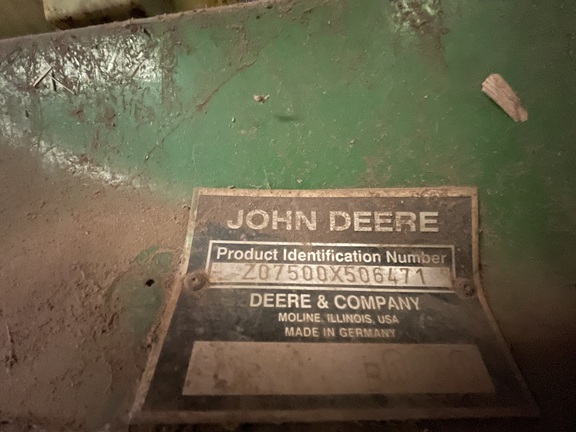 JOHN DEERE
Product Identification Number
Z07500X506471
DEERE & COMPANY
MOLINE, ILLINOIS, USA
MADE IN GERMANY